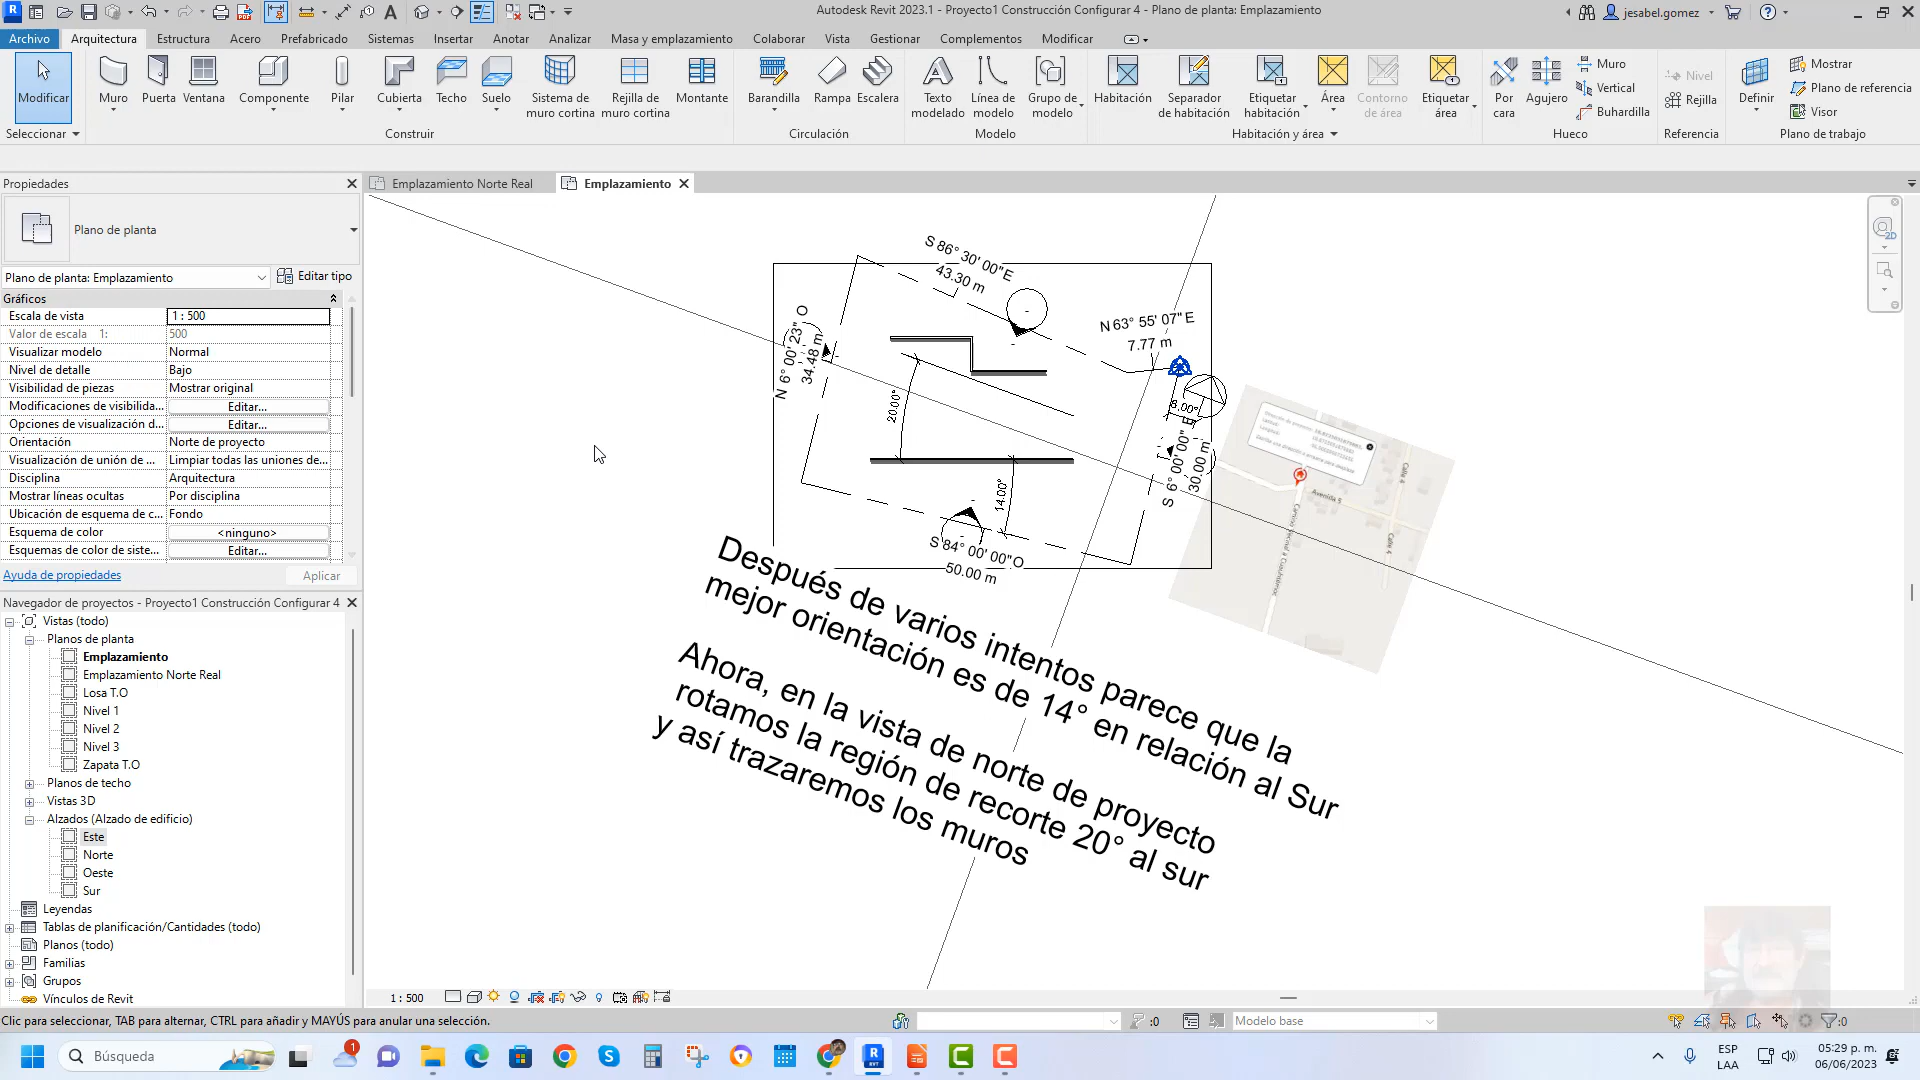 Autodesk Revit 2023.1 - Proyecto1 Construcción Configurar 4 - Plano de planta: Emplazamiento
jesabel.gomez
Archivo Arquitectura Estructura Acero Prefabricado Sistemas Insertar Anotar Analizar Masa y emplazamiento Colaborar Vista Gestionar Complementos Modificar
Modificar
Muro
Puerta
Ventana
Componente
Pilar
Cubierta
Techo
Suelo
Sistema de muro cortina
Rejilla de muro cortina
Montante
Barandilla
Rampa
Escalera
Texto modelado
Línea de modelo
Grupo de modelo
Habitación
Separador de habitación
Etiquetar habitación
Área
Contorno de área
Etiquetar área
Por cara
Agujero
Muro
Vertical
Buhardilla
Nivel
Rejilla
Definir
Mostrar
Plano de referencia
Visor
Seleccionar
Construir
Circulación
Modelo
Habitación y área
Hueco
Referencia
Plano de trabajo
Propiedades
Plano de planta
Plano de planta: Emplazamiento
Editar tipo
Gráficos
Escala de vista 1 : 500
Valor de escala 1: 500
Visualizar modelo Normal
Nivel de detalle Bajo
Visibilidad de piezas Mostrar original
Modificaciones de visibilida... Editar...
Opciones de visualización d... Editar...
Orientación Norte de proyecto
Visualización de unión de ... Limpiar todas las uniones de...
Disciplina Arquitectura
Mostrar líneas ocultas Por disciplina
Ubicación de esquema de c... Fondo
Esquema de color <ninguno>
Esquemas de color de siste... Editar...
Ayuda de propiedades
Aplicar
Navegador de proyectos - Proyecto1 Construcción Configurar 4
Vistas (todo)
Planos de planta
Emplazamiento
Emplazamiento Norte Real
Losa T.O
Nivel 1
Nivel 2
Nivel 3
Zapata T.O
Planos de techo
Vistas 3D
Alzados (Alzado de edificio)
Este
Norte
Oeste
Sur
Leyendas
Tablas de planificación/Cantidades (todo)
Planos (todo)
Familias
Grupos
Vínculos de Revit
Emplazamiento Norte Real
Emplazamiento
S 86° 30' 00"E
43.30 m
N 63° 55' 07" E
7.77 m
N 6° 00' 23" O
34.48 m
20.00°
8.00°
S 6° 00' 00" E
30.00 m
14.00°
S 84° 00' 00"O
50.00 m
Avenida 5
Calle 4
Calle 4
Después de varios intentos parece que la
mejor orientación es de 14° en relación al Sur
Ahora, en la vista de norte de proyecto
rotamos la región de recorte 20° al sur
y así trazaremos los muros
1 : 500
Clic para seleccionar, TAB para alternar, CTRL para añadir y MAYÚS para anular una selección.
:0
Modelo base
:0
Búsqueda
1
ESP
LAA
05:29 p. m.
06/06/2023